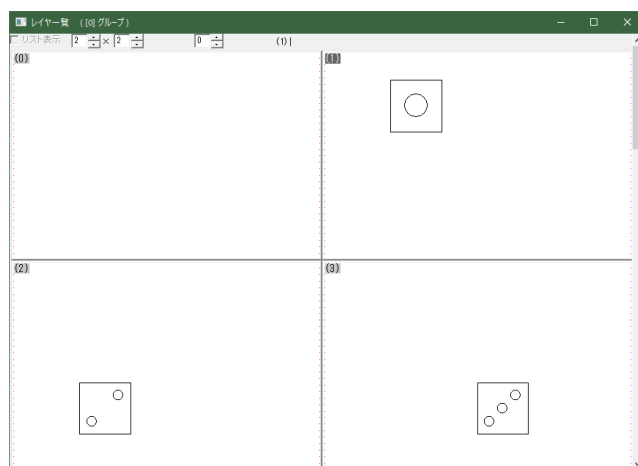 レイヤ一覧 ( [0] グループ )
リスト表示 2 × 2 0 (1) |
(0) (1)
(2) (3)